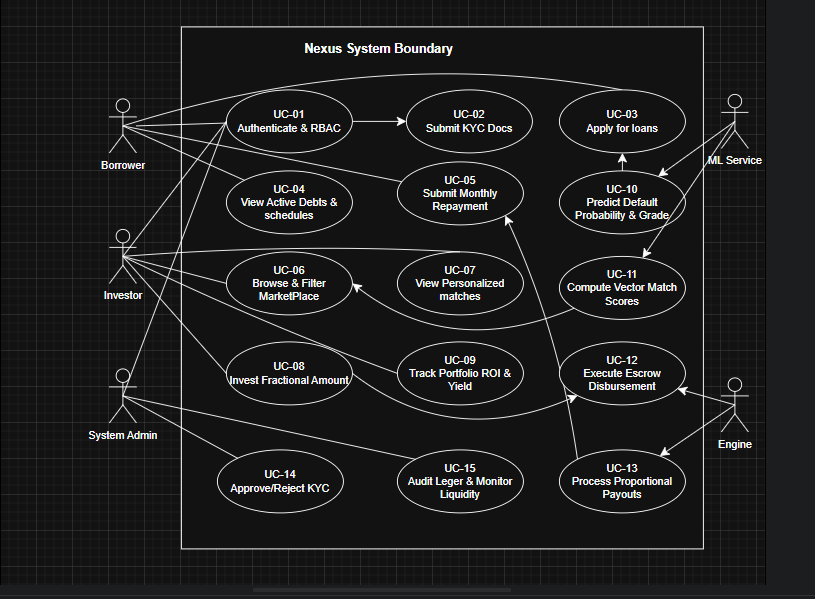 Nexus System Boundary
UC-01
Authenticate & RBAC
UC-02
Submit KYC Docs
UC-03
Apply for loans
Borrower
ML Service
UC-04
View Active Debts &
schedules
UC-05
Submit Monthly
Repayment
UC-10
Predict Default
Probability & Grade
Investor
UC-06
Browse & Filter
MarketPlace
UC-07
View Personalized
matches
UC-11
Compute Vector Match
Scores
UC-08
Invest Fractional Amount
UC-09
Track Portfolio ROI &
Yield
UC-12
Execute Escrow
Disbursement
System Admin
Engine
UC-14
Approve/Reject KYC
UC-15
Audit Leger & Monitor
Liquidity
UC-13
Process Proportional
Payouts